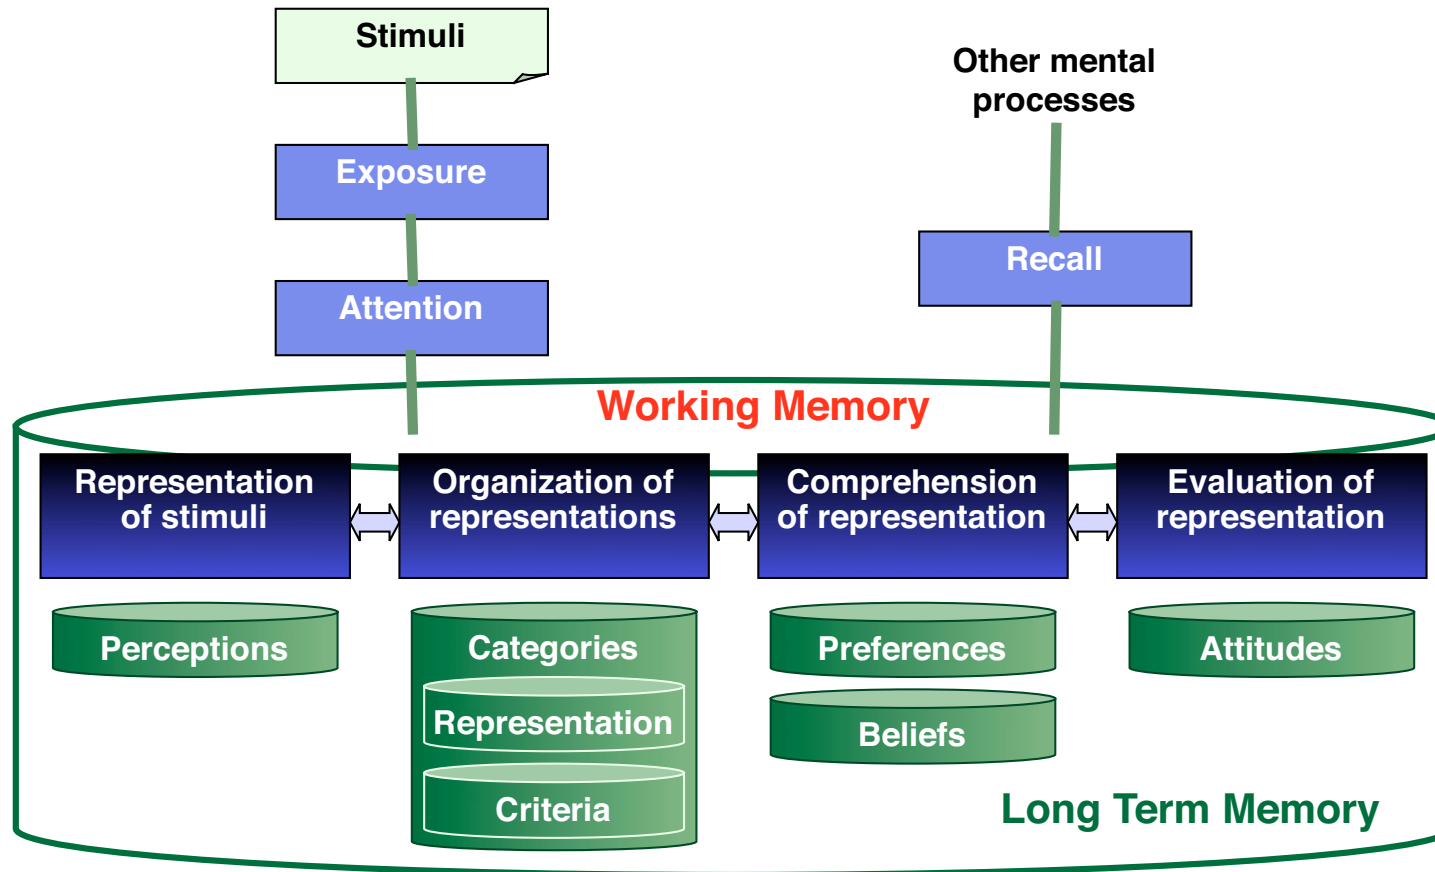 Stimuli
Other mental
processes
Exposure
Recall
Attention
Working Memory
Representation
of stimuli
Organization of
representations
Comprehension
of representation
Evaluation of
representation
Perceptions
Categories
Representation
Criteria
Preferences
Beliefs
Attitudes
Long Term Memory